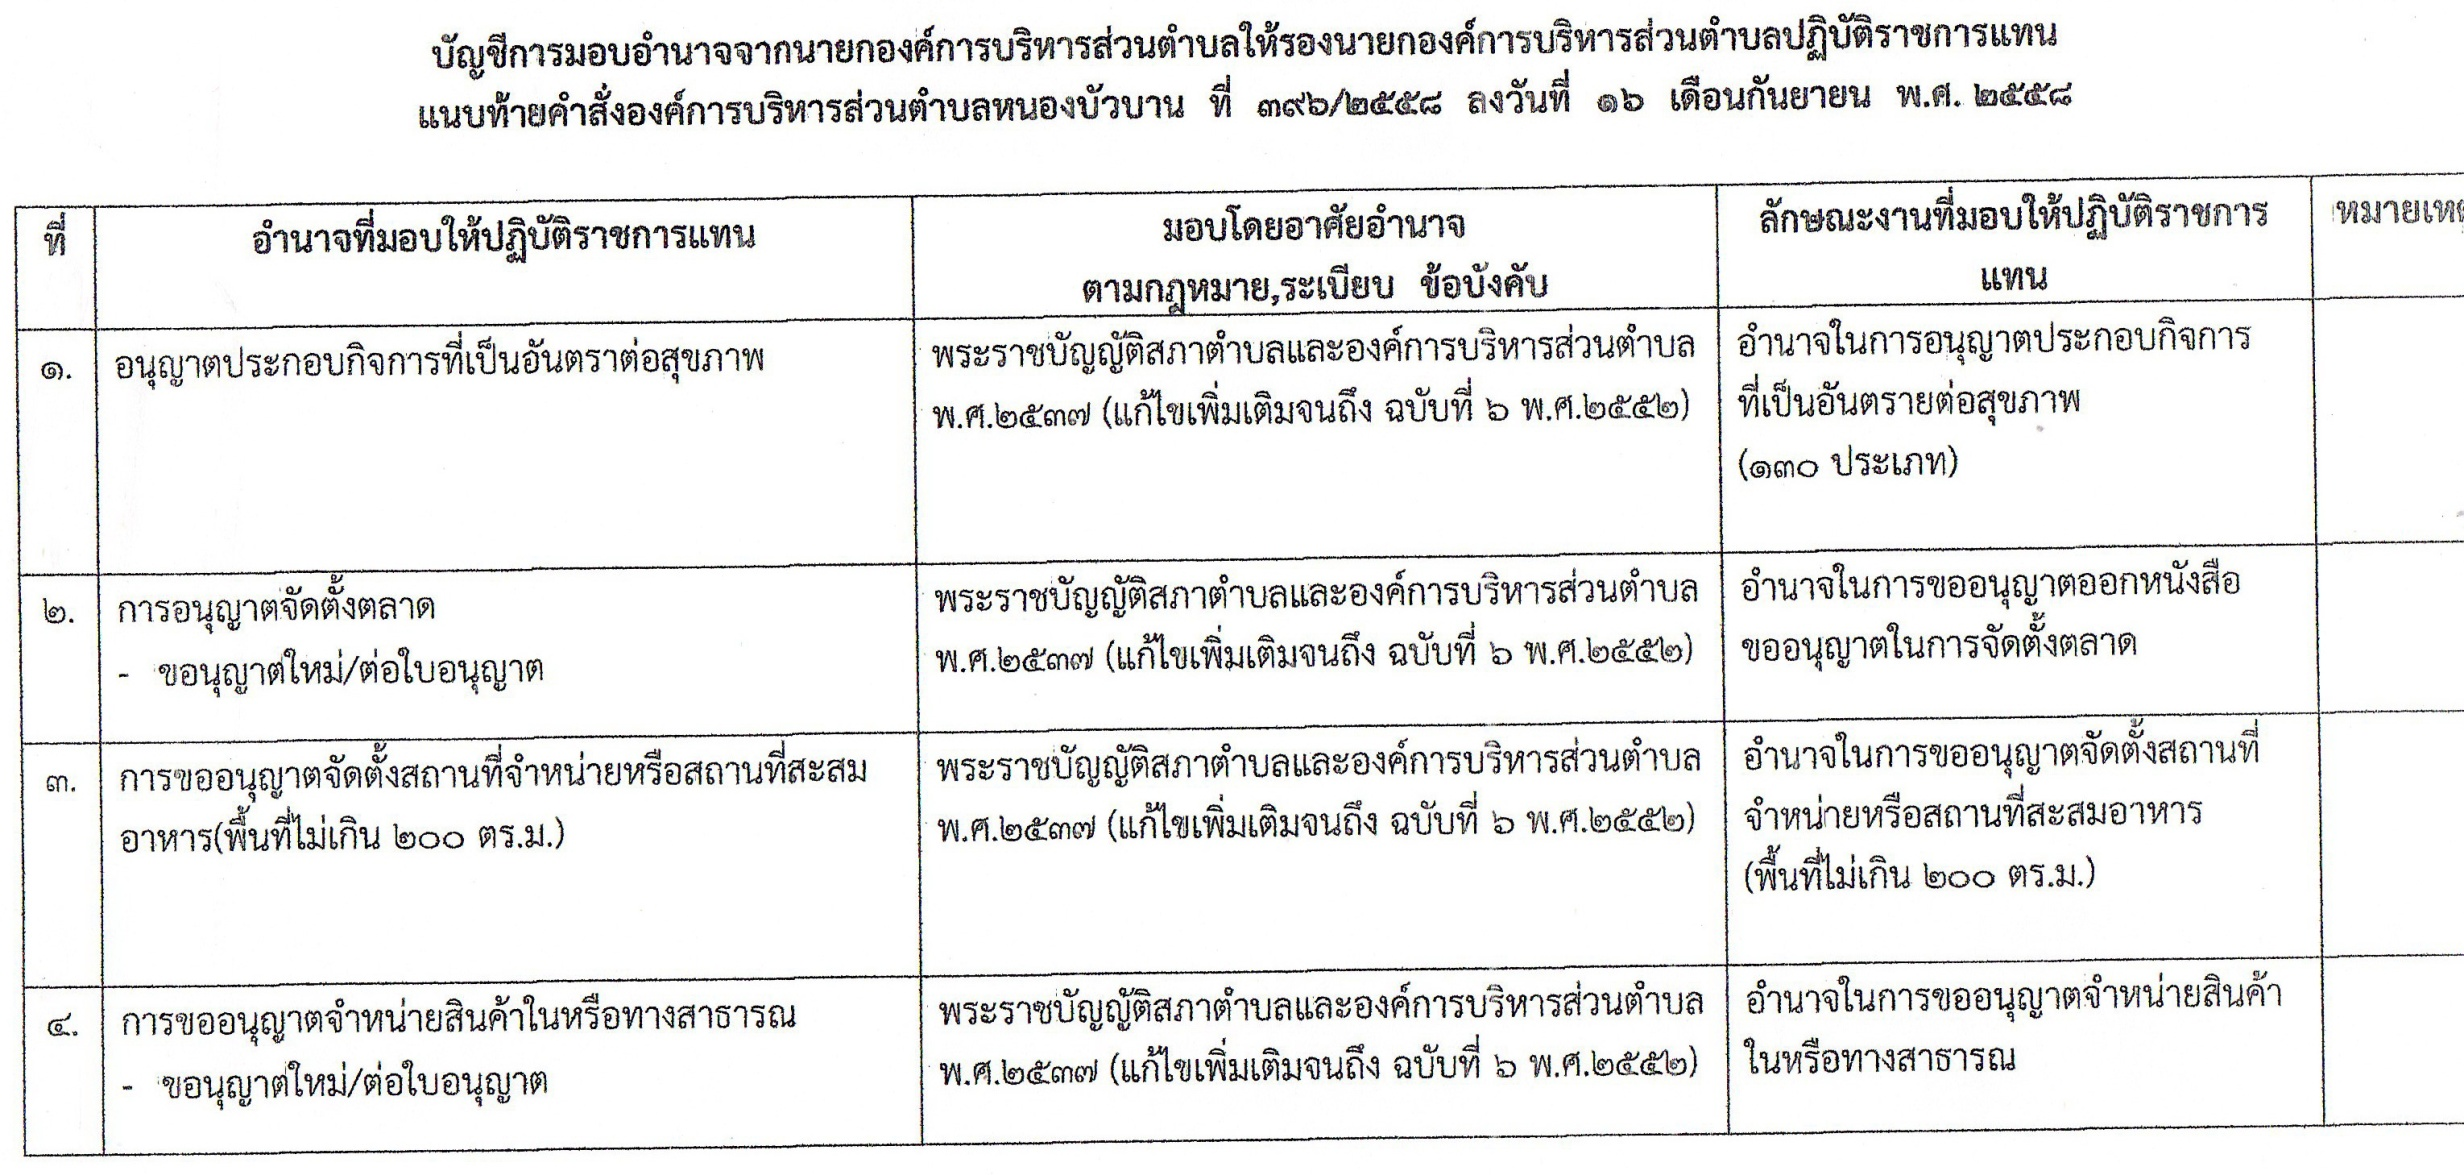 บัญชีการมอบอำนาจจากนายกองค์การบริหารส่วนตำบลให้รองนายกองค์การบริหารส่วนตำบลปฏิบัติราชการแทน
แนบท้ายคำสั่งองค์การบริหารส่วนตำบลหนองบัวบาน ที่ ๓๙๖/๒๕๕๘ ลงวันที่ ๑๖ เดือนกันยายน พ.ศ. ๒๕๕๘
ที่
อำนาจที่มอบให้ปฏิบัติราชการแทน
มอบโดยอาศัยอำนาจ
ตามกฎหมาย,ระเบียบ ข้อบังคับ
ลักษณะงานที่มอบให้ปฏิบัติราชการ
แทน
๑.
อนุญาตประกอบกิจการที่เป็นอันตราต่อสุขภาพ
พระราชบัญญัติสภาตำบลและองค์การบริหารส่วนตำบล
พ.ศ.๒๕๓๗ (แก้ไขเพิ่มเติมจนถึง ฉบับที่ ๖ พ.ศ.๒๕๕๒)
อำนาจในการอนุญาตประกอบกิจการ
ที่เป็นอันตรายต่อสุขภาพ
(๑๓๐ ประเภท)
๒.
การอนุญาตจัดตั้งตลาด
- ขอนุญาตใหม่/ต่อใบอนุญาต
พระราชบัญญัติสภาตำบลและองค์การบริหารส่วนตำบล
พ.ศ.๒๕๓๗ (แก้ไขเพิ่มเติมจนถึง ฉบับที่ ๖ พ.ศ.๒๕๕๒)
อำนาจในการขออนุญาตออกหนังสือ
ขออนุญาตในการจัดตั้งตลาด
๓.
การขออนุญาตจัดตั้งสถานที่จำหน่ายหรือสถานที่สะสม
อาหาร(พื้นที่ไม่เกิน ๒๐๐ ตร.ม.)
พระราชบัญญัติสภาตำบลและองค์การบริหารส่วนตำบล
พ.ศ.๒๕๓๗ (แก้ไขเพิ่มเติมจนถึง ฉบับที่ ๖ พ.ศ.๒๕๕๒)
อำนาจในการขออนุญาตจัดตั้งสถานที่
จำหน่ายหรือสถานที่สะสมอาหาร
(พื้นที่ไม่เกิน ๒๐๐ ตร.ม.)
๔.
การขออนุญาตจำหน่ายสินค้าในหรือทางสาธารณ
- ขอนุญาตใหม่/ต่อใบอนุญาต
พระราชบัญญัติสภาตำบลและองค์การบริหารส่วนตำบล
พ.ศ.๒๕๓๗ (แก้ไขเพิ่มเติมจนถึง ฉบับที่ ๖ พ.ศ.๒๕๕๒)
อำนาจในการขออนุญาตจำหน่ายสินค้า
ในหรือทางสาธารณ